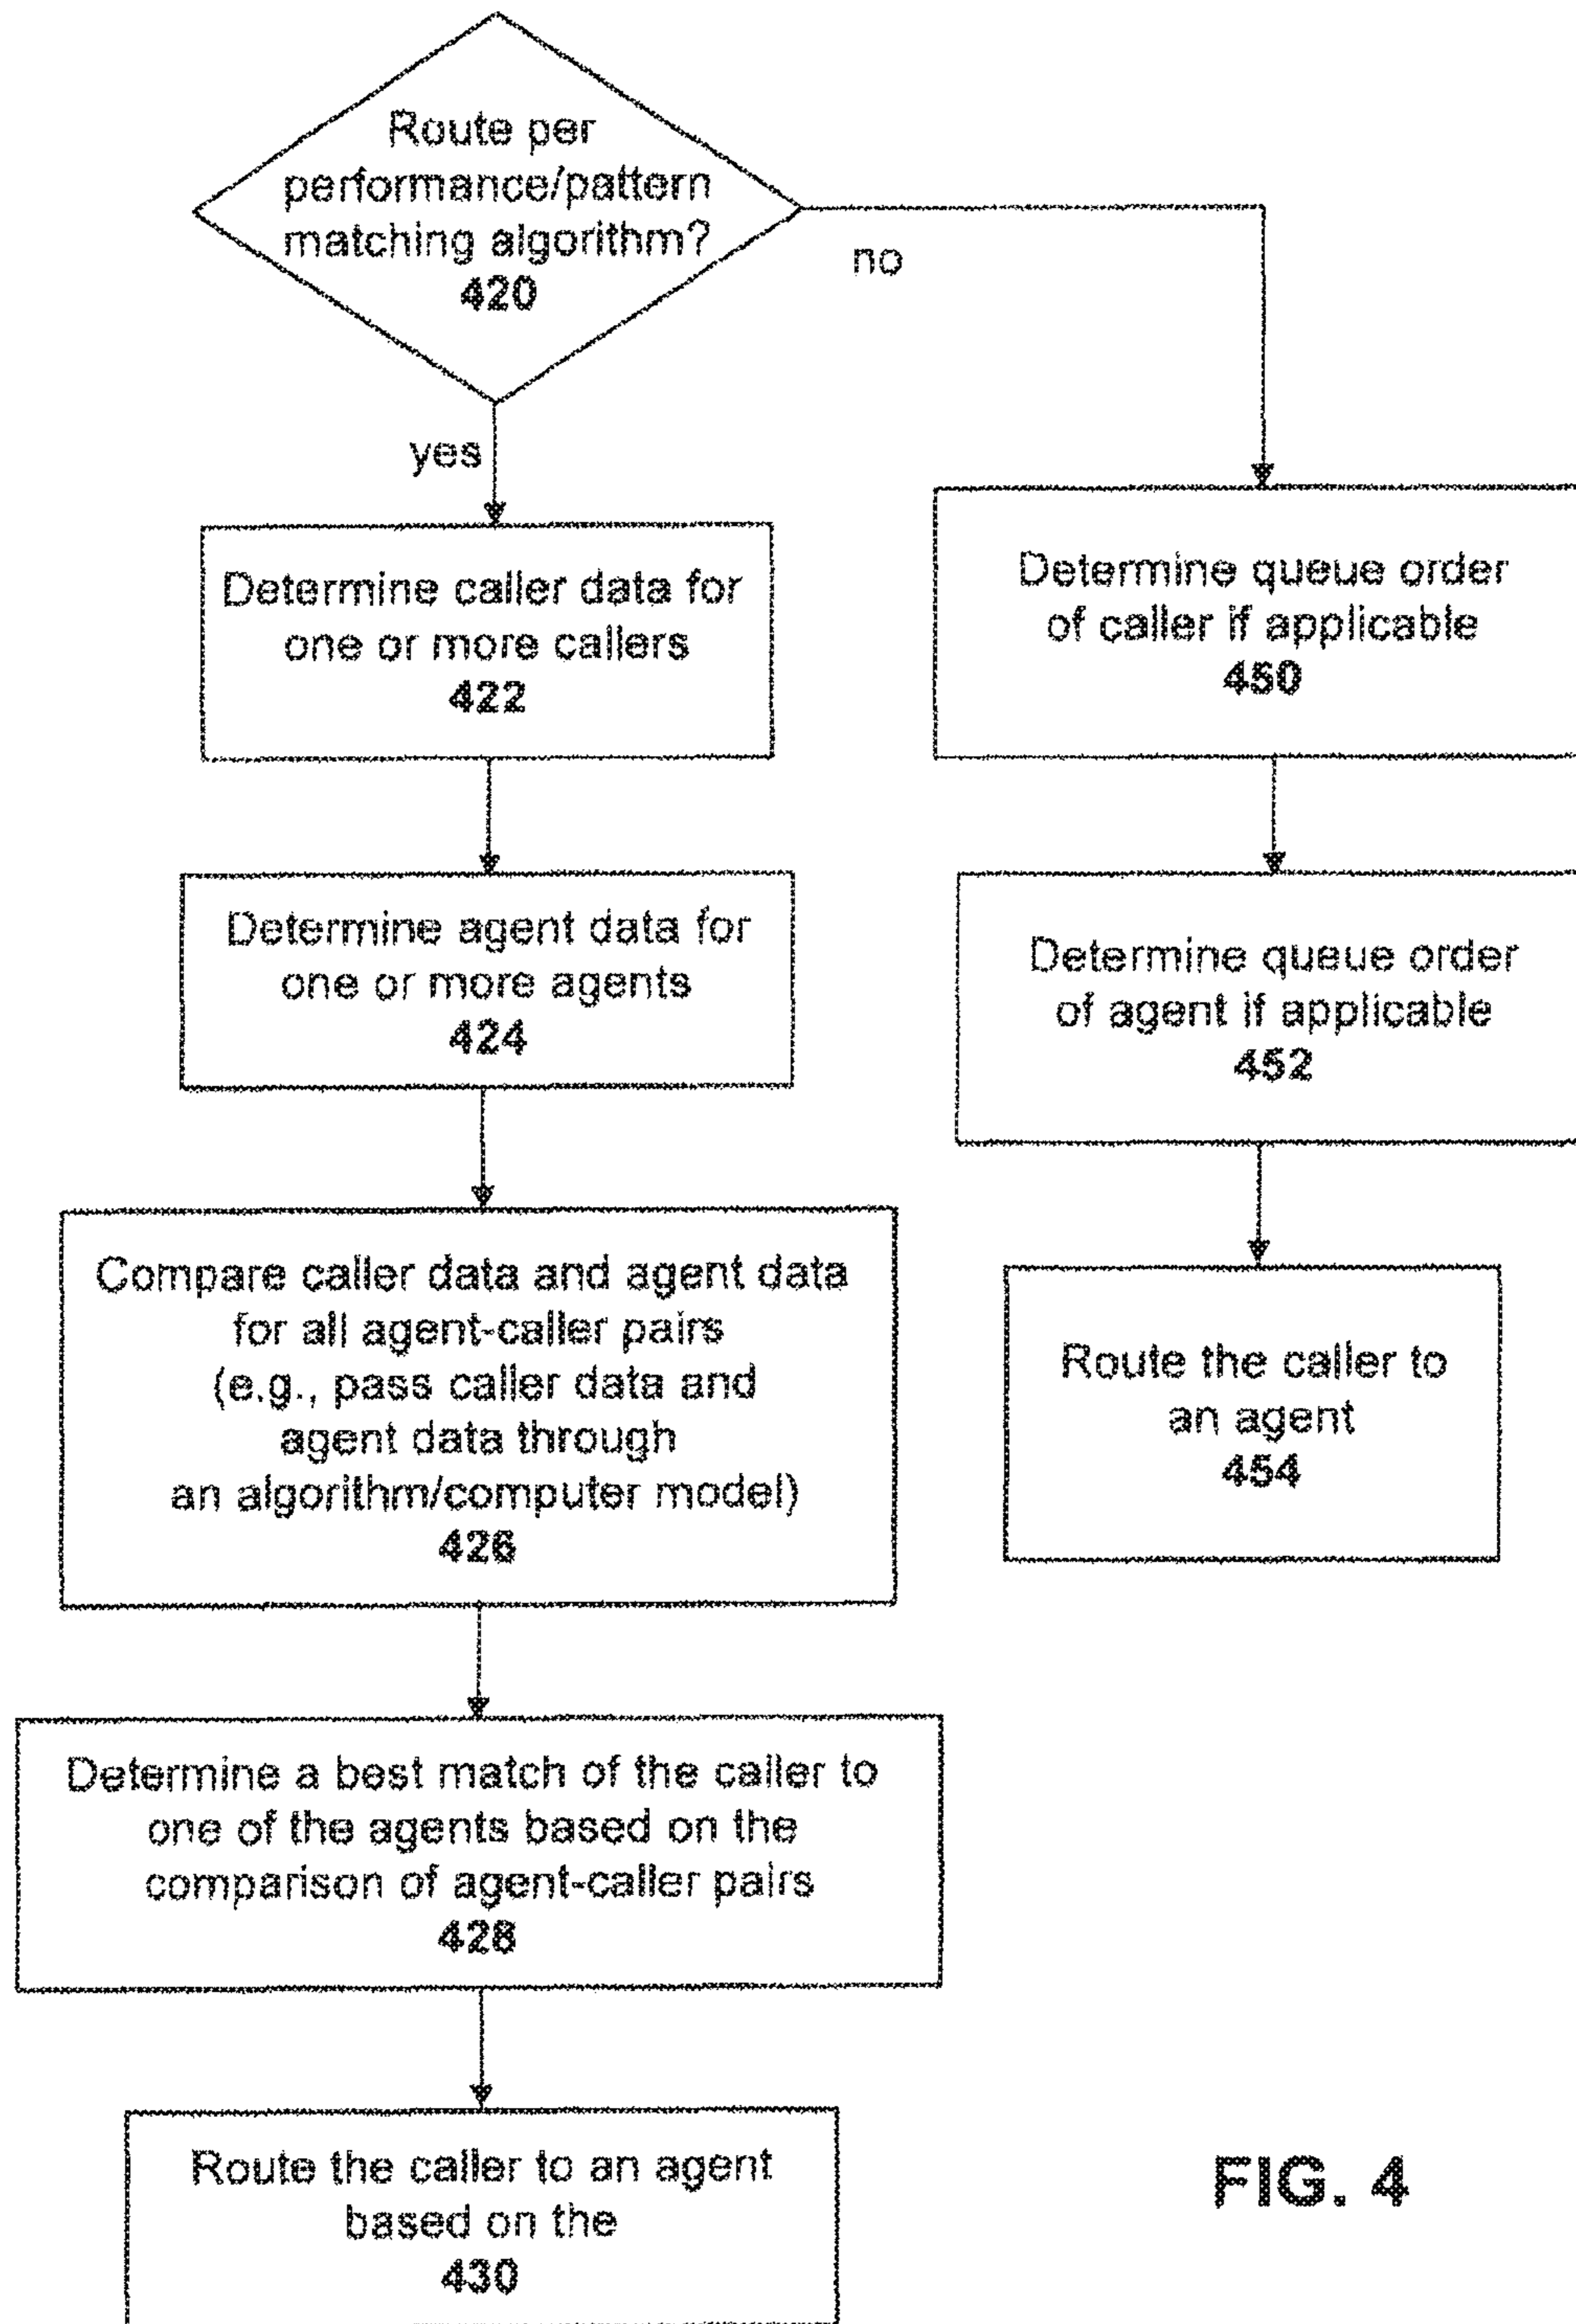 Route per
performance/pattern
matching algorithm?
420
no
yes
Determine caller data for
one or more callers
422
Determine agent data for
one or more agents
424
Compare caller data and agent data
for all agent-caller pairs
(e.g., pass caller data and
agent data through
an algorithm/computer model)
426
Determine a best match of the caller to
one of the agents based on the
comparison of agent-caller pairs
428
Route the caller to an agent
based on the
430
Determine queue order
of caller if applicable
450
Determine queue order
of agent if applicable
452
Route the caller to
an agent
454
FIG. 4